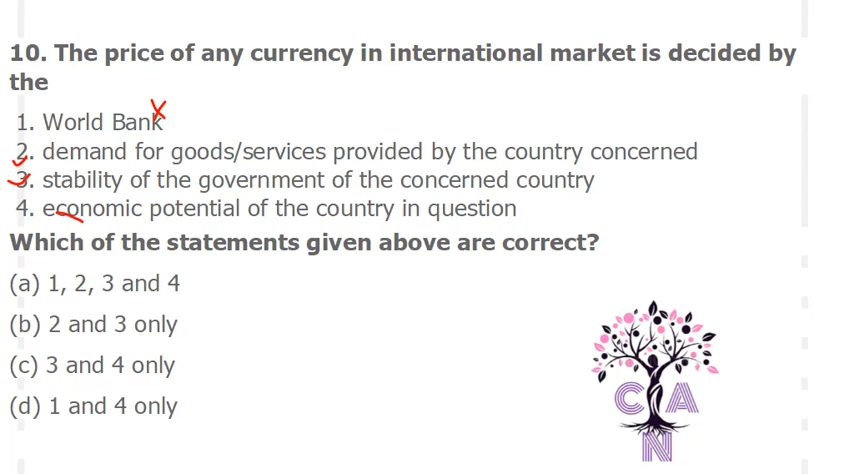 10. The price of any currency in international market is decided by
the
1. World Bank
2. demand for goods/services provided by the country concerned
3. stability of the government of the concerned country
4. economic potential of the country in question
Which of the statements given above are correct?
(a) 1, 2, 3 and 4
(b) 2 and 3 only
(c) 3 and 4 only
(d) 1 and 4 only
C A
N